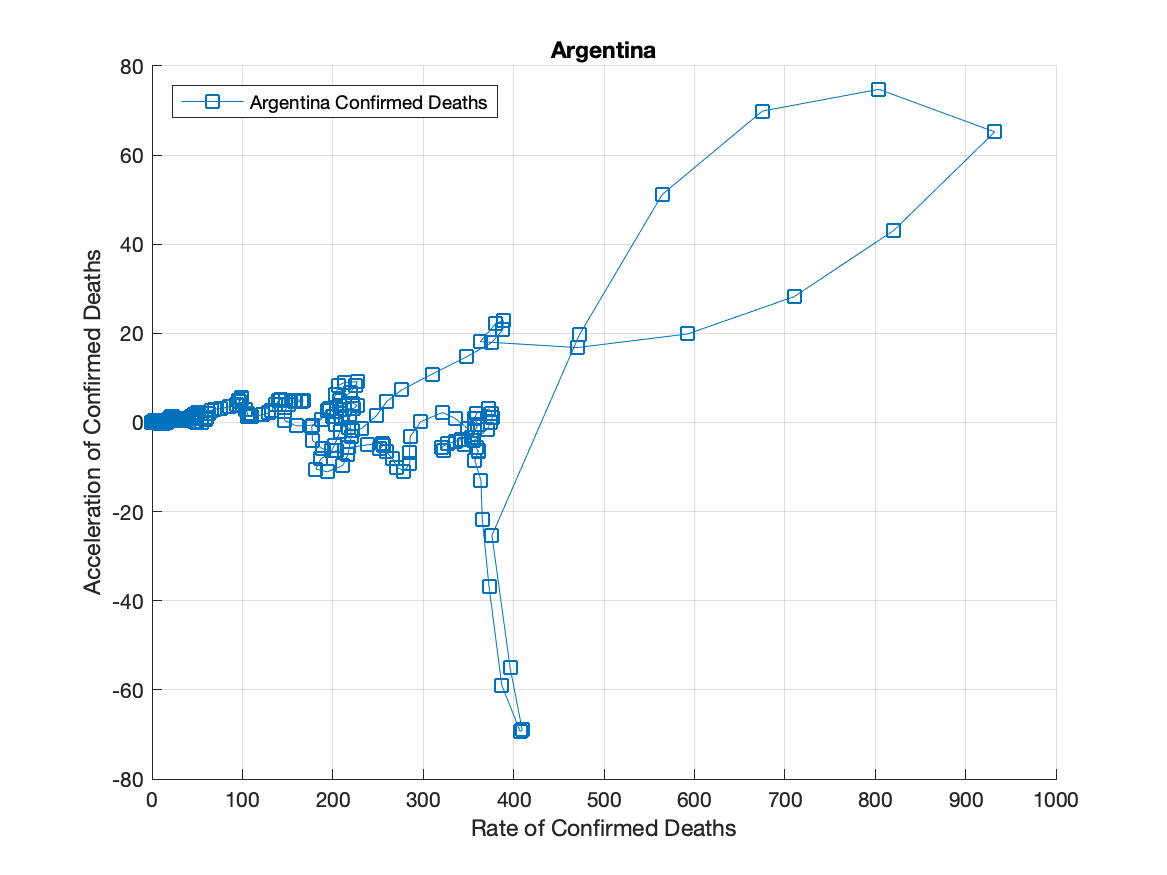 Argentina
Argentina Confirmed Deaths
80
60
40
20
0
-20
-40
-60
-80
Acceleration of Confirmed Deaths
0 100 200 300 400 500 600 700 800 900 1000
Rate of Confirmed Deaths